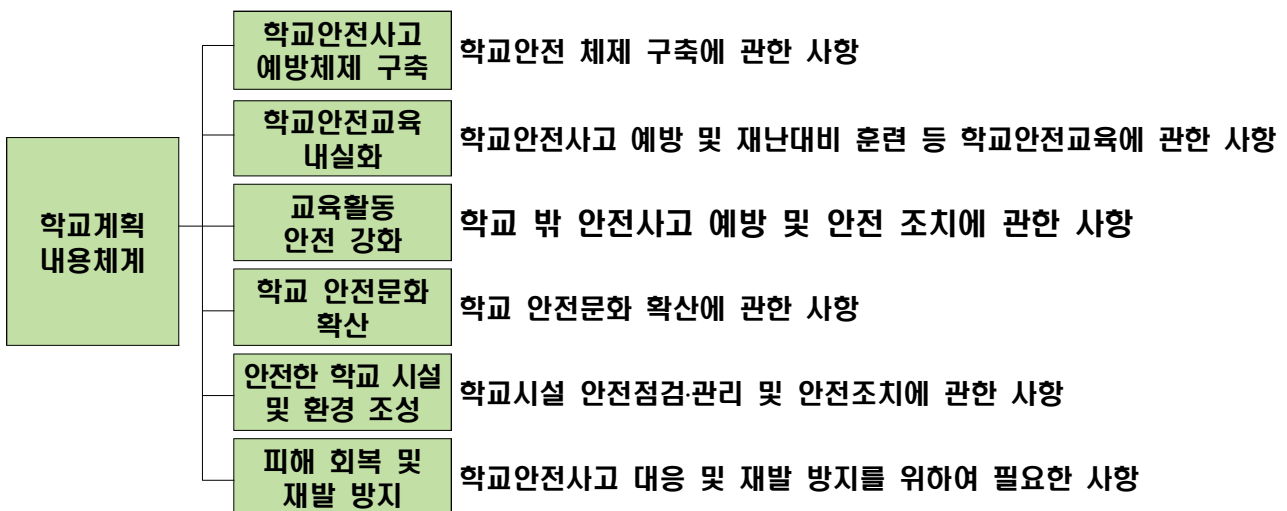 학교계획
내용체계
학교안전사고
예방체제 구축
학교안전 체제 구축에 관한 사항
학교안전교육
내실화
학교안전사고 예방 및 재난대비 훈련 등 학교안전교육에 관한 사항
교육활동
안전 강화
학교 밖 안전사고 예방 및 안전 조치에 관한 사항
학교 안전문화
확산
학교 안전문화 확산에 관한 사항
안전한 학교 시설
및 환경 조성
학교시설 안전점검·관리 및 안전조치에 관한 사항
피해 회복 및
재발 방지
학교안전사고 대응 및 재발 방지를 위하여 필요한 사항